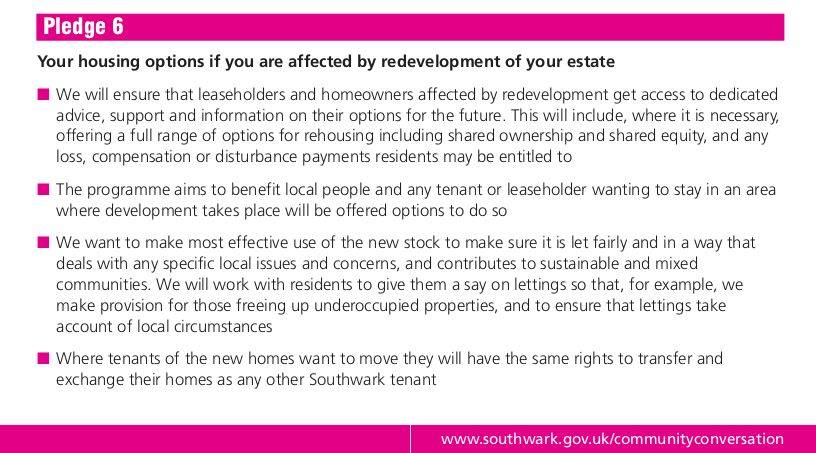 Pledge 6
Your housing options if you are affected by redevelopment of your estate
■ We will ensure that leaseholders and homeowners affected by redevelopment get access to dedicated
advice, support and information on their options for the future. This will include, where it is necessary,
offering a full range of options for rehousing including shared ownership and shared equity, and any
loss, compensation or disturbance payments residents may be entitled to
■ The programme aims to benefit local people and any tenant or leaseholder wanting to stay in an area
where development takes place will be offered options to do so
■ We want to make most effective use of the new stock to make sure it is let fairly and in a way that
deals with any specific local issues and concerns, and contributes to sustainable and mixed
communities. We will work with residents to give them a say on lettings so that, for example, we
make provision for those freeing up underoccupied properties, and to ensure that lettings take
account of local circumstances
■ Where tenants of the new homes want to move they will have the same rights to transfer and
exchange their homes as any other Southwark tenant
www.southwark.gov.uk/communityconversation